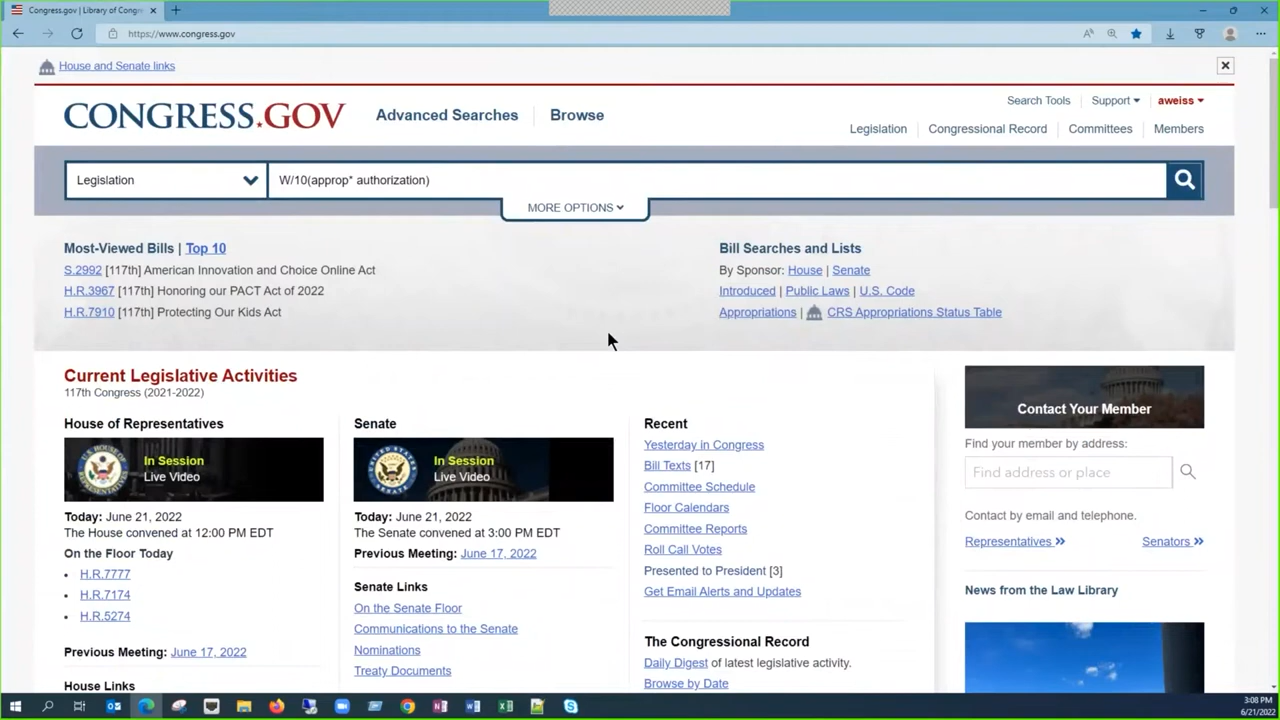 Congress.gov | Library of Congr
https://www.congress.gov
House and Senate links
CONGRESS.GOV
Advanced Searches
Browse
Search Tools
Support
aweiss
Legislation
Congressional Record
Committees
Members
Legislation
W/10(approp* authorization)
MORE OPTIONS
Most-Viewed Bills | Top 10
S.2992 [117th] American Innovation and Choice Online Act
H.R.3967 [117th] Honoring our PACT Act of 2022
H.R.7910 [117th] Protecting Our Kids Act
Bill Searches and Lists
By Sponsor: House | Senate
Introduced | Public Laws | U.S. Code
Appropriations | CRS Appropriations Status Table
Current Legislative Activities
117th Congress (2021-2022)
House of Representatives
In Session
Live Video
Today: June 21, 2022
The House convened at 12:00 PM EDT
On the Floor Today
• H.R.7777
• H.R.7174
• H.R.5274
Previous Meeting: June 17, 2022
House Links
Senate
In Session
Live Video
Today: June 21, 2022
The Senate convened at 3:00 PM EDT
Previous Meeting: June 17, 2022
Senate Links
On the Senate Floor
Communications to the Senate
Nominations
Treaty Documents
Recent
Yesterday in Congress
Bill Texts [17]
Committee Schedule
Floor Calendars
Committee Reports
Roll Call Votes
Presented to President [3]
Get Email Alerts and Updates
The Congressional Record
Daily Digest of latest legislative activity.
Browse by Date
Contact Your Member
Find your member by address:
Find address or place
Contact by email and telephone.
Representatives »
Senators »
News from the Law Library
3:08 PM
6/21/2022